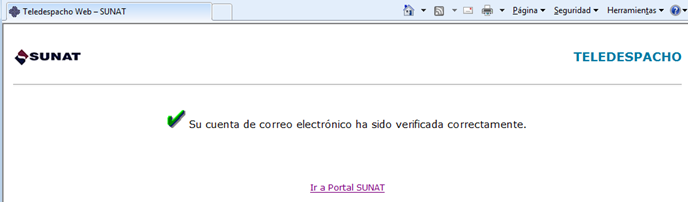 Teledespacho Web – SUNAT
Página Seguridad Herramientas
SUNAT
TELEDESPACHO
Su cuenta de correo electrónico ha sido verificada correctamente.
Ir a Portal SUNAT